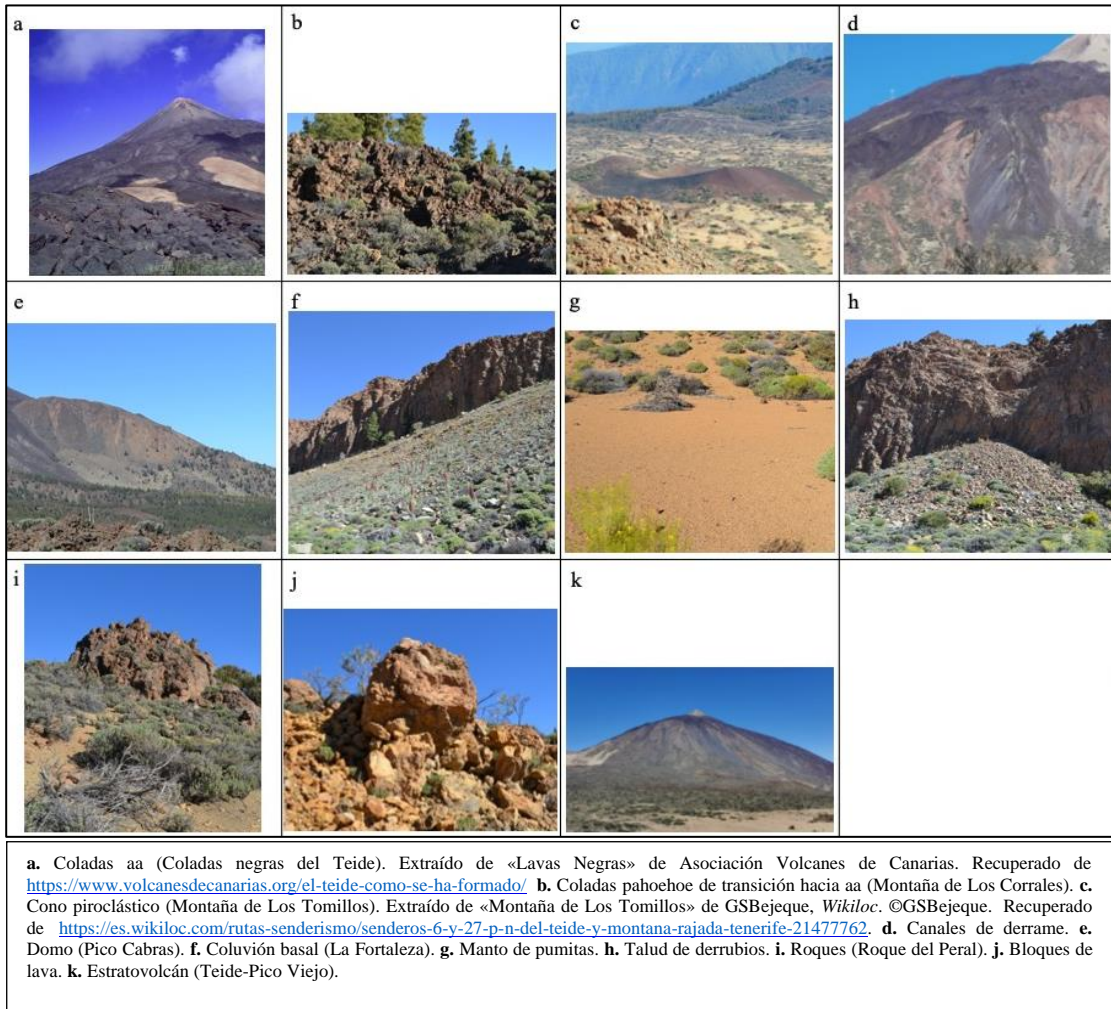 a
b
c
d
e
f
g
h
i
j
k
a. Coladas aa (Coladas negras del Teide). Extraído de «Lavas Negras» de Asociación Volcanes de Canarias. Recuperado de
https://www.volcanesdecanarias.org/el-teide-como-se-ha-formado/ b. Coladas pahoehoe de transición hacia aa (Montaña de Los Corrales). c.
Cono piroclástico (Montaña de Los Tomillos). Extraído de «Montaña de Los Tomillos» de GSBejeque, Wikiloc. ©GSBejeque. Recuperado
de https://es.wikiloc.com/rutas-senderismo/senderos-6-y-27-p-n-del-teide-y-montana-rajada-tenerife-21477762. d. Canales de derrame. e.
Domo (Pico Cabras). f. Coluvión basal (La Fortaleza). g. Manto de pumitas. h. Talud de derrubios. i. Roques (Roque del Peral). j. Bloques de
lava. k. Estratovolcán (Teide-Pico Viejo).